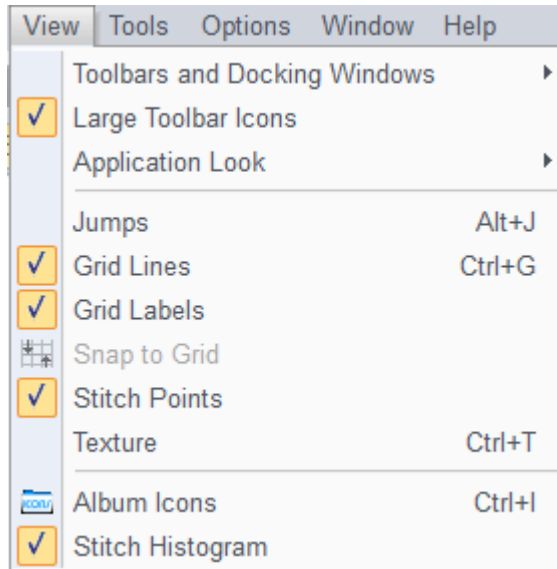 View Tools Options Window Help
Toolbars and Docking Windows
Large Toolbar Icons
Application Look
Jumps Alt+J
Grid Lines Ctrl+G
Grid Labels
Snap to Grid
Stitch Points
Texture Ctrl+T
icons
Album Icons Ctrl+I
Stitch Histogram